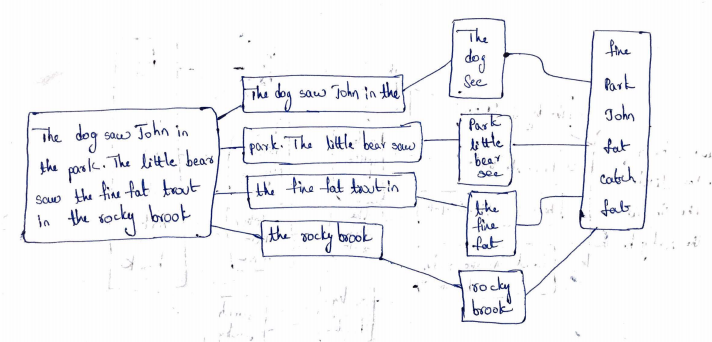 The dog saw John in
the park. The little bear
saw the fine fat trout
in the rocky brook
The dog saw John in the
park. The little bear saw
the fine fat trout in
the rocky brook
The
dog
See
Park
little
bear
see
the
fine
fat
rocky
brook
fine
Park
John
fat
catch